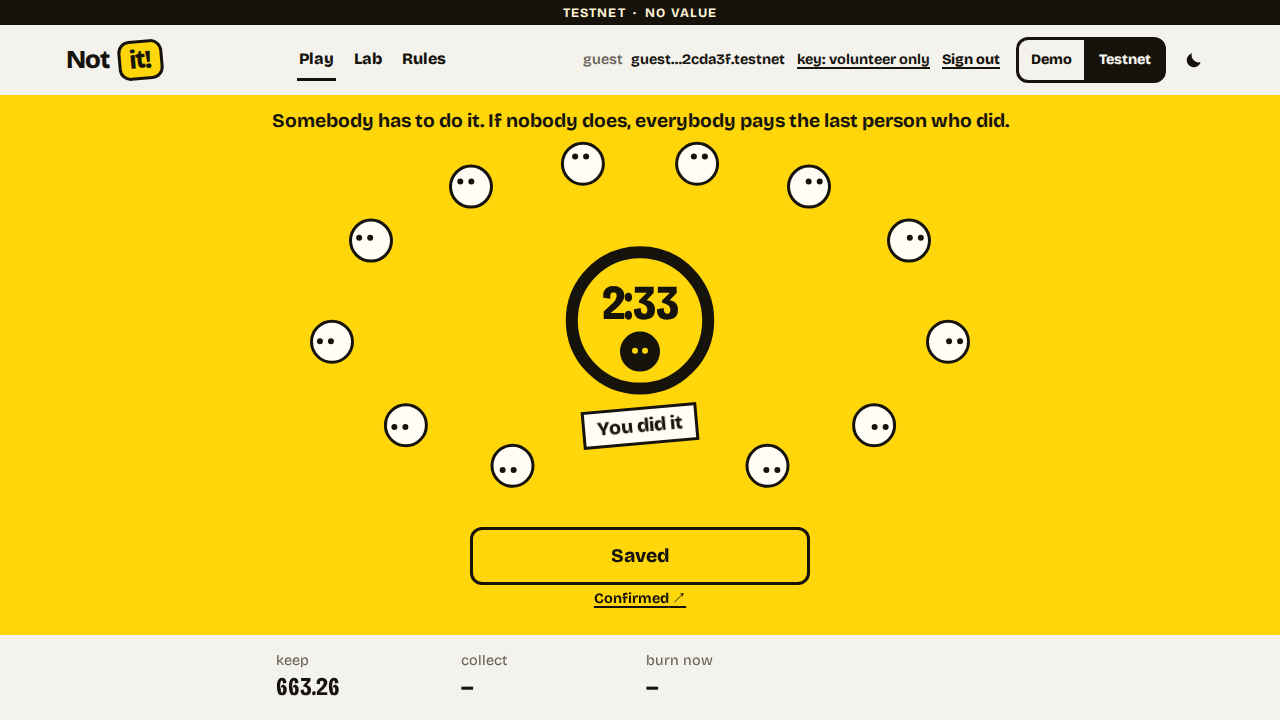 TESTNET · NO VALUE
Not it!
Play Lab Rules
guest guest...2cda3f.testnet key: volunteer only Sign out Demo Testnet
Somebody has to do it. If nobody does, everybody pays the last person who did.
2:33
You did it
Saved
Confirmed ↗
keep collect burn now
663.26 – –